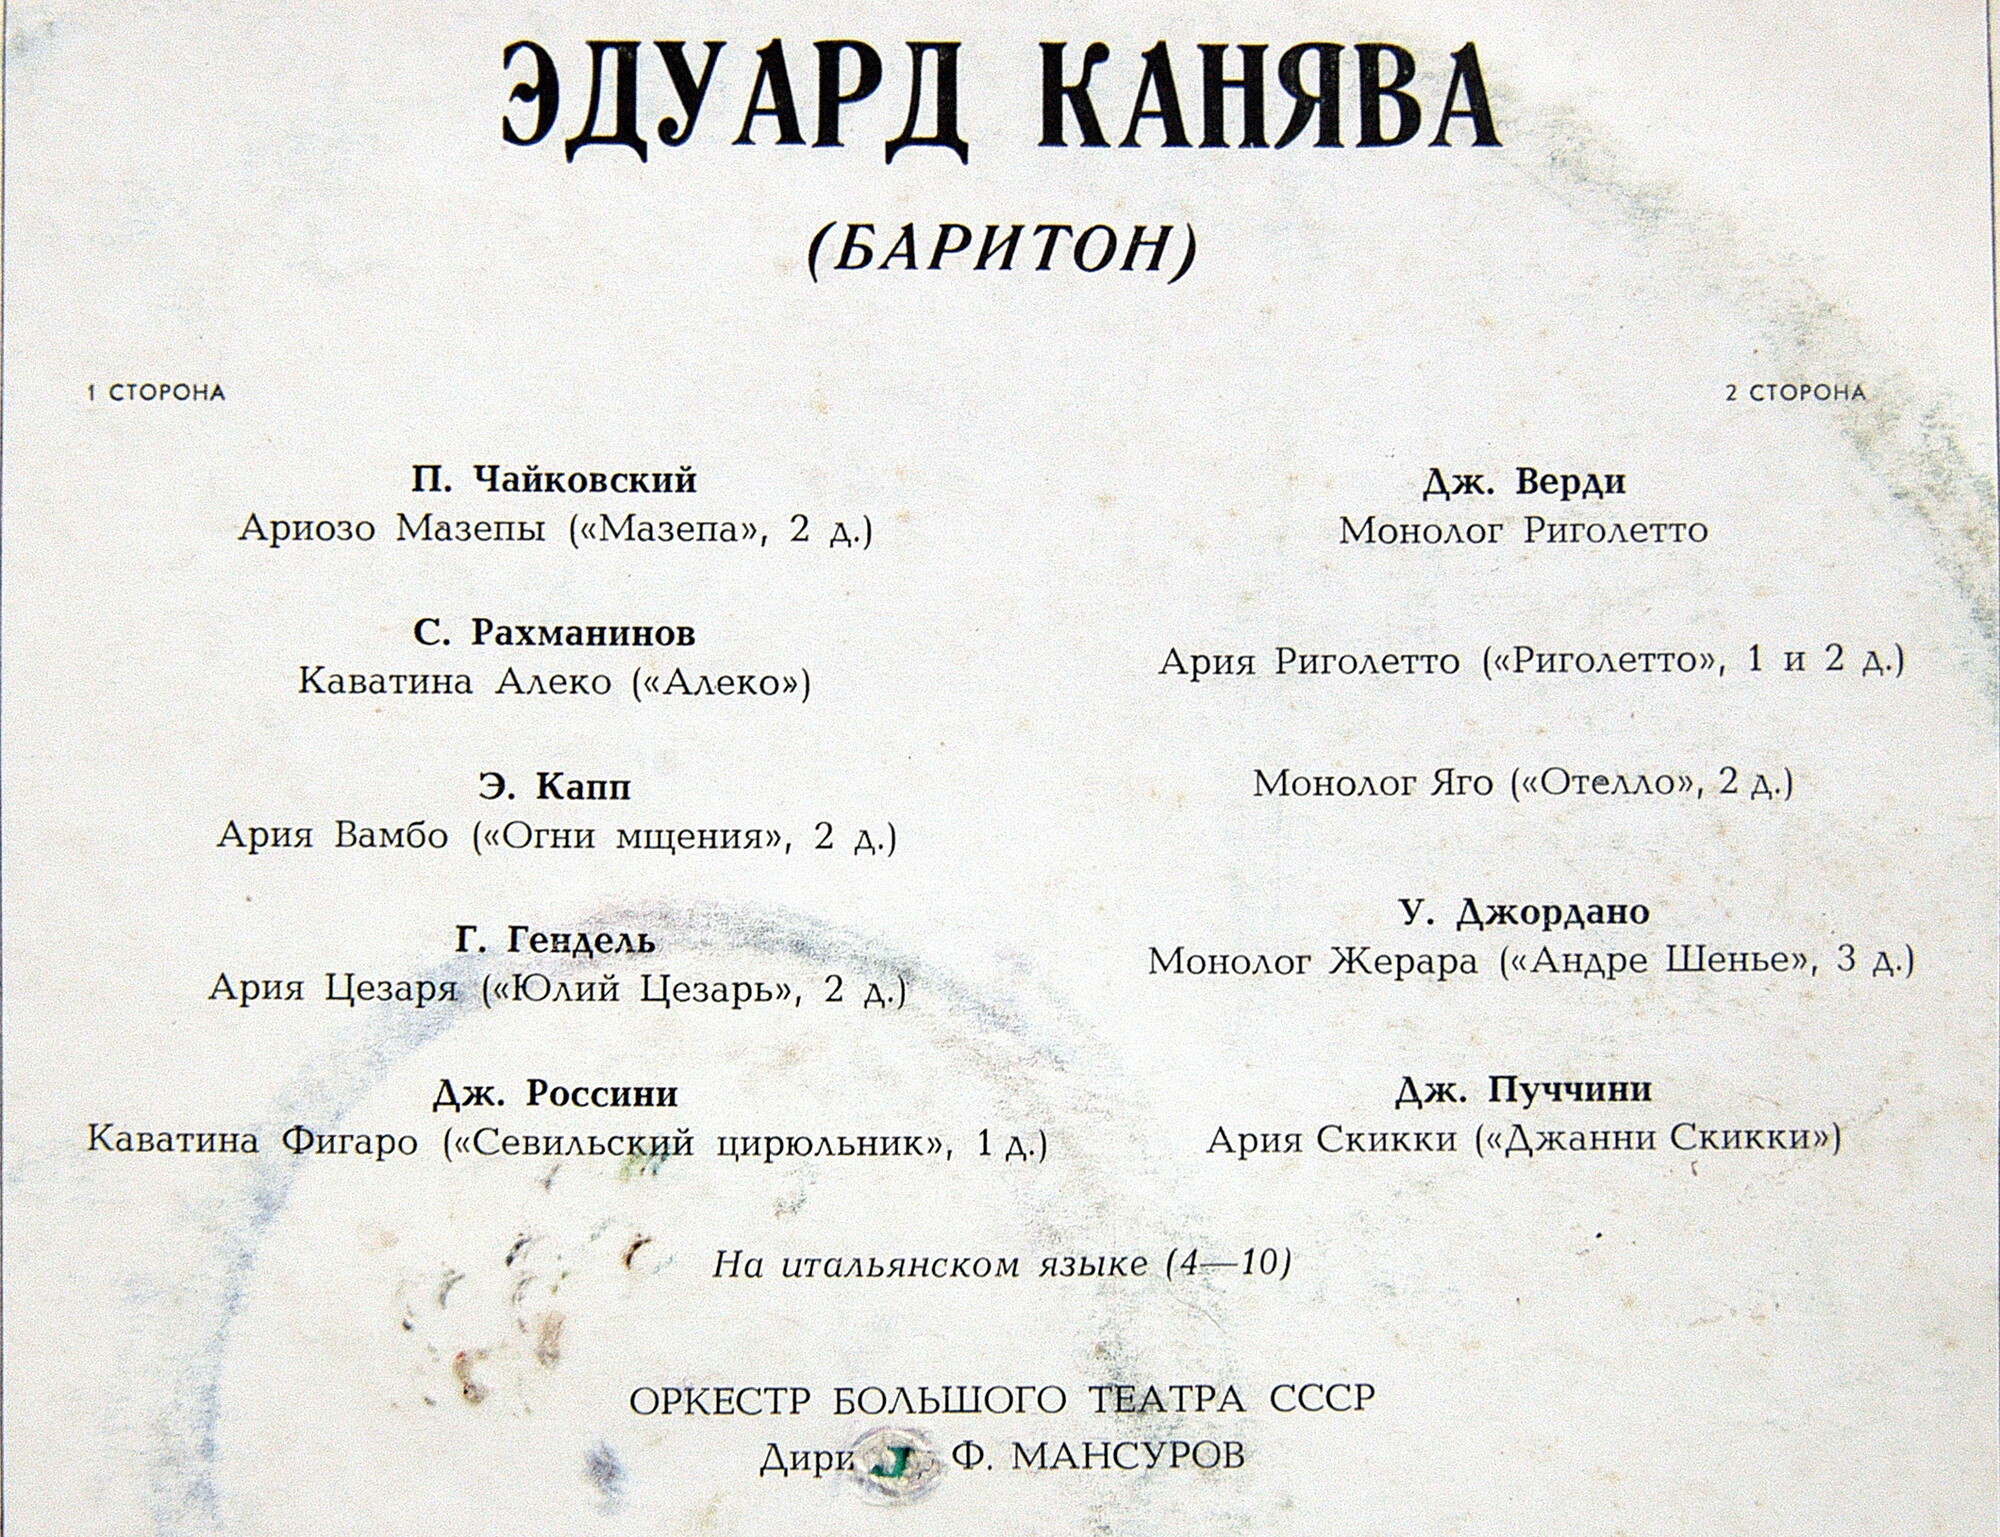 ЭДУАРД КАНЯВА
(БАРИТОН)
1 СТОРОНА
П. Чайковский
Ариозо Мазепы («Мазепа», 2 д.)
С. Рахманинов
Каватина Алеко («Алеко»)
Э. Капп
Ария Вамбо («Огни мщения», 2 д.)
Г. Гендель
Ария Цезаря («Юлий Цезарь», 2 д.)
Дж. Россини
Каватина Фигаро («Севильский цирюльник», 1 д.)
2 СТОРОНА
Дж. Верди
Монолог Риголетто
Ария Риголетто («Риголетто», 1 и 2 д.)
Монолог Яго («Отелло», 2 д.)
У. Джордано
Монолог Жерара («Андре Шенье», 3 д.)
Дж. Пуччини
Ария Скикки («Джанни Скикки»)
На итальянском языке (4—10)
ОРКЕСТР БОЛЬШОГО ТЕАТРА СССР
Ф. МАНСУРОВ